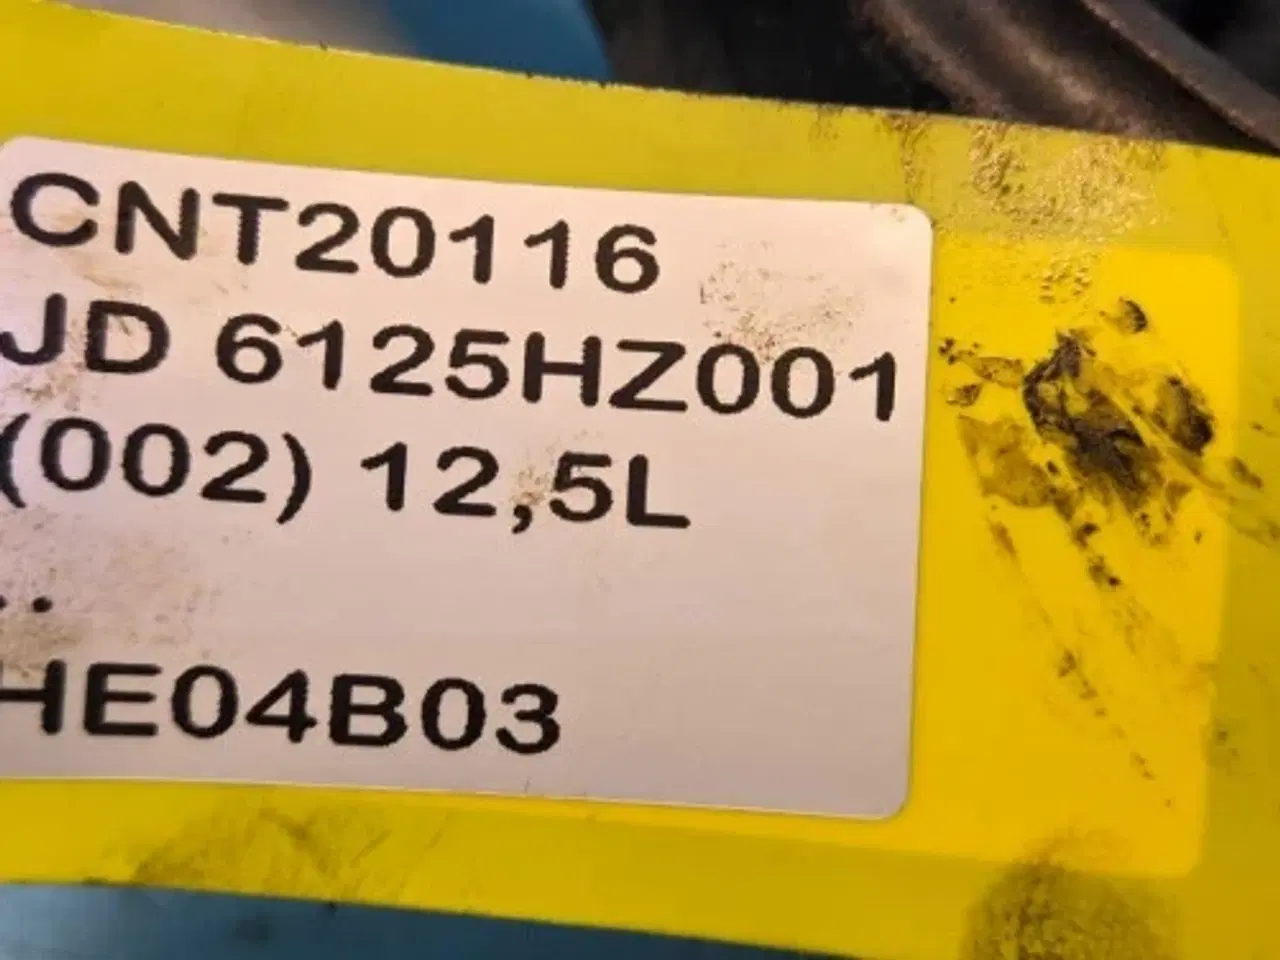 CNT20116
JD 6125HZ001
(002) 12,5L
..
HE04B03